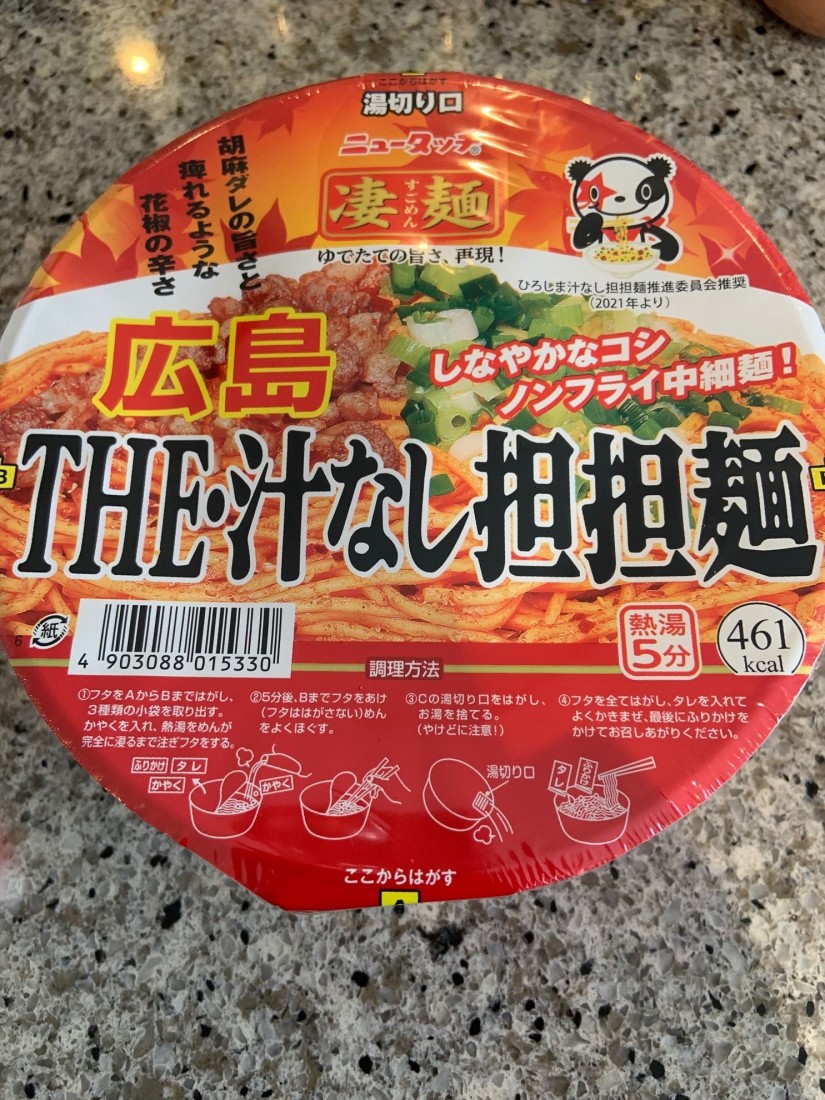 ここからはがす
湯切り口
ニュータッチ®
凄麺
すごめん
ゆでたての旨さ、再現!
胡麻ダレの旨さと
痺れるような
花椒の辛さ
ひろしま汁なし担担麺推進委員会推奨
(2021年より)
広島
しなやかなコシ
ノンフライ中細麺!
THE・汁なし担担麺
B
紙
6
4 903088 015330
熱湯
5分
461
kcal
調理方法
①フタをAからBまではがし、
3種類の小袋を取り出す。
かやくを入れ、熱湯をめんが
完全に浸るまで注ぎフタをする。
②5分後、Bまでフタをあけ
(フタははがさない)めん
をよくほぐす。
③Cの湯切り口をはがし、
お湯を捨てる。
(やけどに注意!)
④フタを全てはがし、タレを入れて
よくかきまぜ、最後にふりかけを
かけてお召しあがりください。
ふりかけ
タレ
かやく
かやく
湯切り口
タレ
ふりかけ
ここからはがす
A